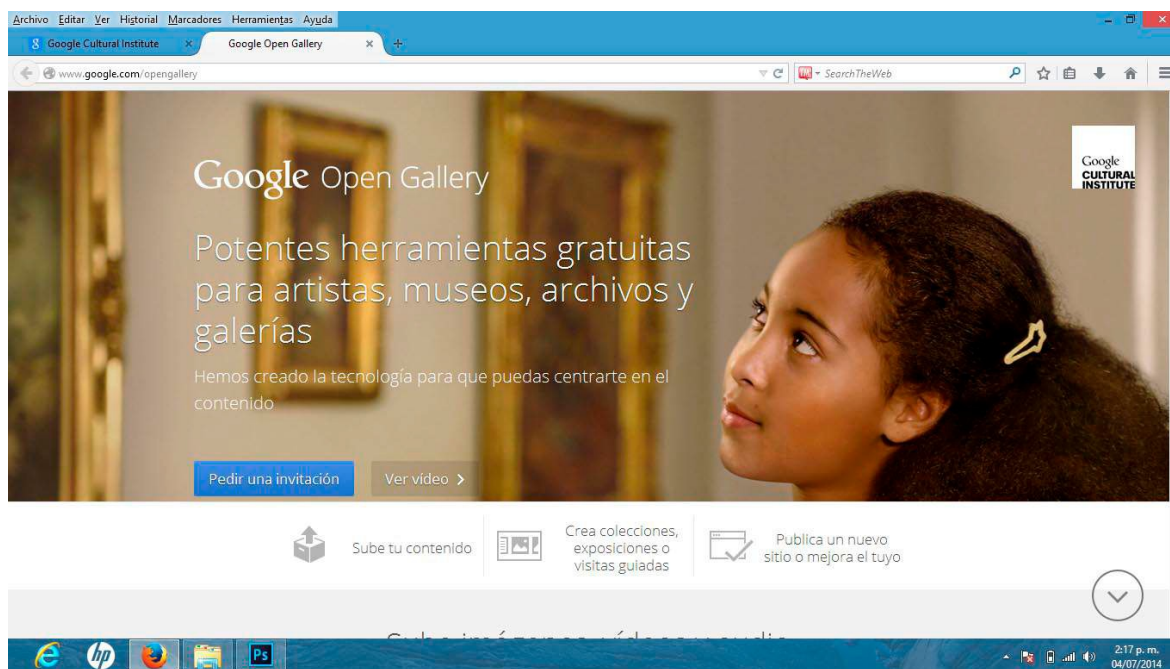 Archivo Editar Ver Historial Marcadores Herramientas Ayuda
Google Cultural Institute
Google Open Gallery
www.google.com/opengallery
SearchTheWeb
Google
CULTURAL
INSTITUTE
Google Open Gallery
Potentes herramientas gratuitas
para artistas, museos, archivos y
galerías
Hemos creado la tecnología para que puedas centrarte en el
contenido
Pedir una invitación
Ver vídeo
Sube tu contenido
Crea colecciones,
exposiciones o
visitas guiadas
Publica un nuevo
sitio o mejora el tuyo
hp
Ps
2:17 p. m.
04/07/2014